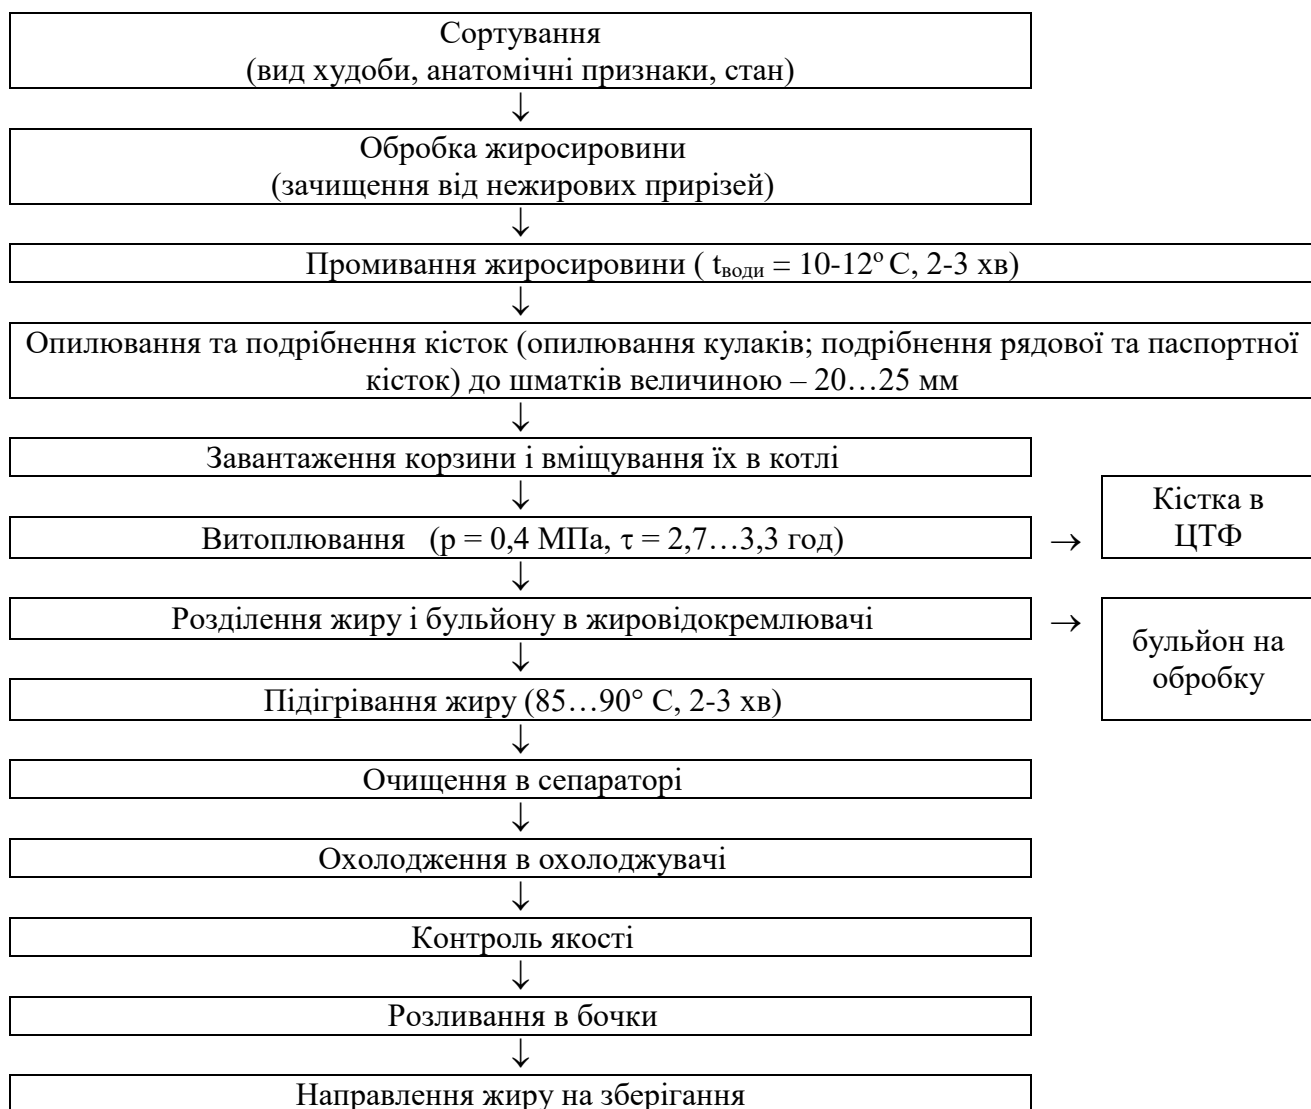 Сортування
(вид худоби, анатомічні признаки, стан)
↓
Обробка жиросировини
(зачищення від нежирових прирізей)
↓
Промивання жиросировини ( tводи = 10-12º С, 2-3 хв)
↓
Опилювання та подрібнення кісток (опилювання кулаків; подрібнення рядової та паспортної
кісток) до шматків величиною – 20…25 мм
↓
Завантаження корзини і вміщування їх в котлі
↓
Витоплювання (р = 0,4 МПа, τ = 2,7…3,3 год) →
Кістка в
ЦТФ
↓
Розділення жиру і бульйону в жировідокремлювачі →
бульйон на
обробку
↓
Підігрівання жиру (85…90° С, 2-3 хв)
↓
Очищення в сепараторі
↓
Охолодження в охолоджувачі
↓
Контроль якості
↓
Розливання в бочки
↓
Направлення жиру на зберігання